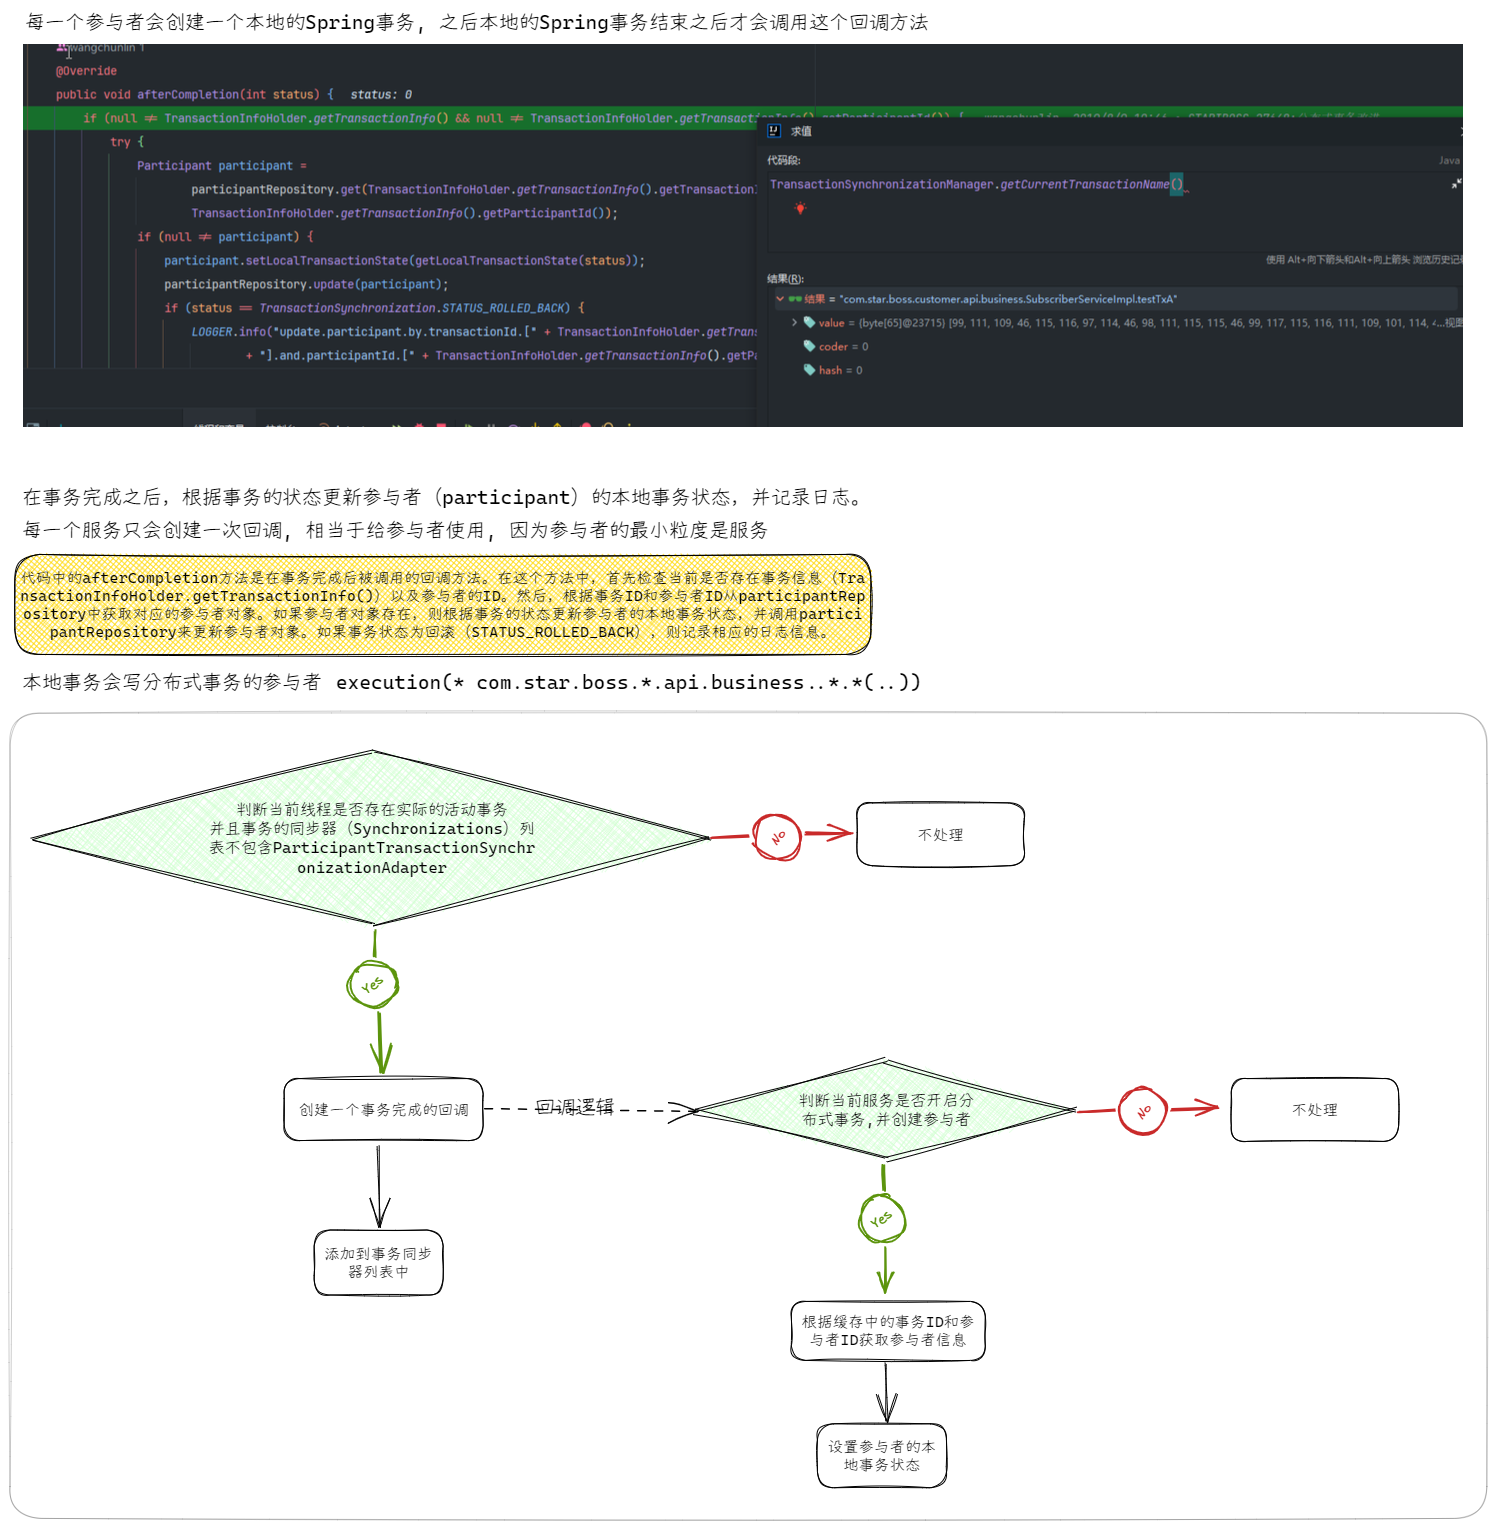 每一个参与者会创建一个本地的Spring事务, 之后本地的Spring事务结束之后才会调用这个回调方法
wangchunlin 1
@Override
public void afterCompletion(int status) {   status: 0
if (null ≠ TransactionInfoHolder.getTransactionInfo() && null ≠ TransactionInfoHolder.getTransactionInfo().getParticipantId()) {
try {
Participant participant =
participantRepository.get(TransactionInfoHolder.getTransactionInfo().getTransactionI
TransactionInfoHolder.getTransactionInfo().getParticipantId());
if (null ≠ participant) {
participant.setLocalTransactionState(getLocalTransactionState(status));
participantRepository.update(participant);
if (status == TransactionSynchronization.STATUS_ROLLED_BACK) {
LOGGER.info("update.participant.by.transactionId.[" + TransactionInfoHolder.getTrans
+ "].and.participantId.[" + TransactionInfoHolder.getTransactionInfo().getPa
求值
代码段:
Java
TransactionSynchronizationManager.getCurrentTransactionName()
使用 Alt+向下箭头和Alt+向上箭头 浏览历史记录
结果(R):
结果 = "com.star.boss.customer.api.business.SubscriberServiceImpl.testTxA"
value = {byte[65]@23715} [99, 111, 109, 46, 115, 116, 97, 114, 46, 98, 111, 115, 115, 46, 99, 117, 115, 116, 111, 109, 101, 114, 4...视图
coder = 0
hash = 0
在事务完成之后，根据事务的状态更新参与者（participant）的本地事务状态，并记录日志。
每一个服务只会创建一次回调, 相当于给参与者使用, 因为参与者的最小粒度是服务
代码中的afterCompletion方法是在事务完成后被调用的回调方法。在这个方法中，首先检查当前是否存在事务信息（Tra
nsactionInfoHolder.getTransactionInfo()）以及参与者的ID。然后，根据事务ID和参与者ID从participantRep
ository中获取对应的参与者对象。如果参与者对象存在，则根据事务的状态更新参与者的本地事务状态，并调用partici
pantRepository来更新参与者对象。如果事务状态为回滚（STATUS_ROLLED_BACK），则记录相应的日志信息。
本地事务会写分布式事务的参与者 execution(* com.star.boss.*.api.business..*.*(..))
判断当前线程是否存在实际的活动事务
并且事务的同步器（Synchronizations）列
表不包含ParticipantTransactionSynchr
onizationAdapter
No
不处理
Yes
创建一个事务完成的回调
回调逻辑
判断当前服务是否开启分
布式事务,并创建参与者
No
不处理
Yes
添加到事务同步
器列表中
根据缓存中的事务ID和参
与者ID获取参与者信息
设置参与者的本
地事务状态